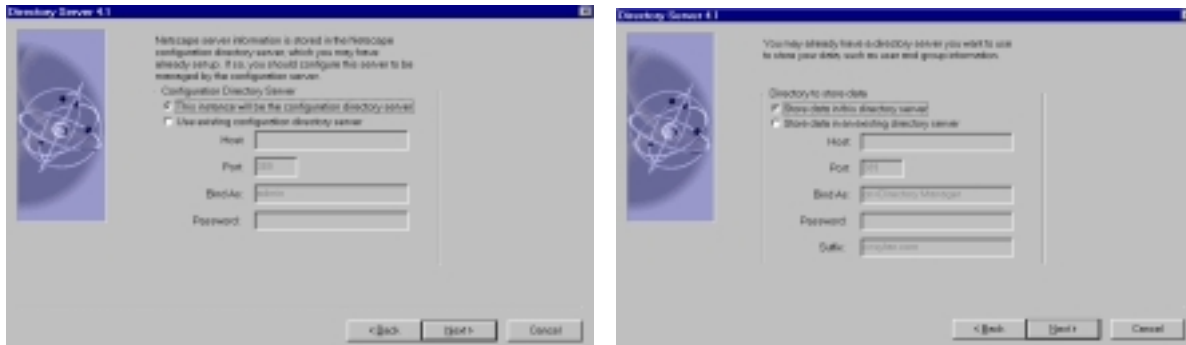 Directory Server 4.1
Netscape server information is stored in the Netscape
configuration directory server, which you may have
already setup. If so, you should configure this server to be
managed by the configuration server.
Configuration Directory Server
This instance will be the configuration directory server
Use existing configuration directory server
Host:
Port:
Bind As: admin
Password:
< Back Next > Cancel
Directory Server 4.1
You may already have a directory server you want to use
to store your data, such as user and group information.
Directory to store data
Store data in this directory server
Store data in an existing directory server
Host:
Port:
Bind As: cn=Directory Manager
Password:
Suffix:
< Back Next > Cancel